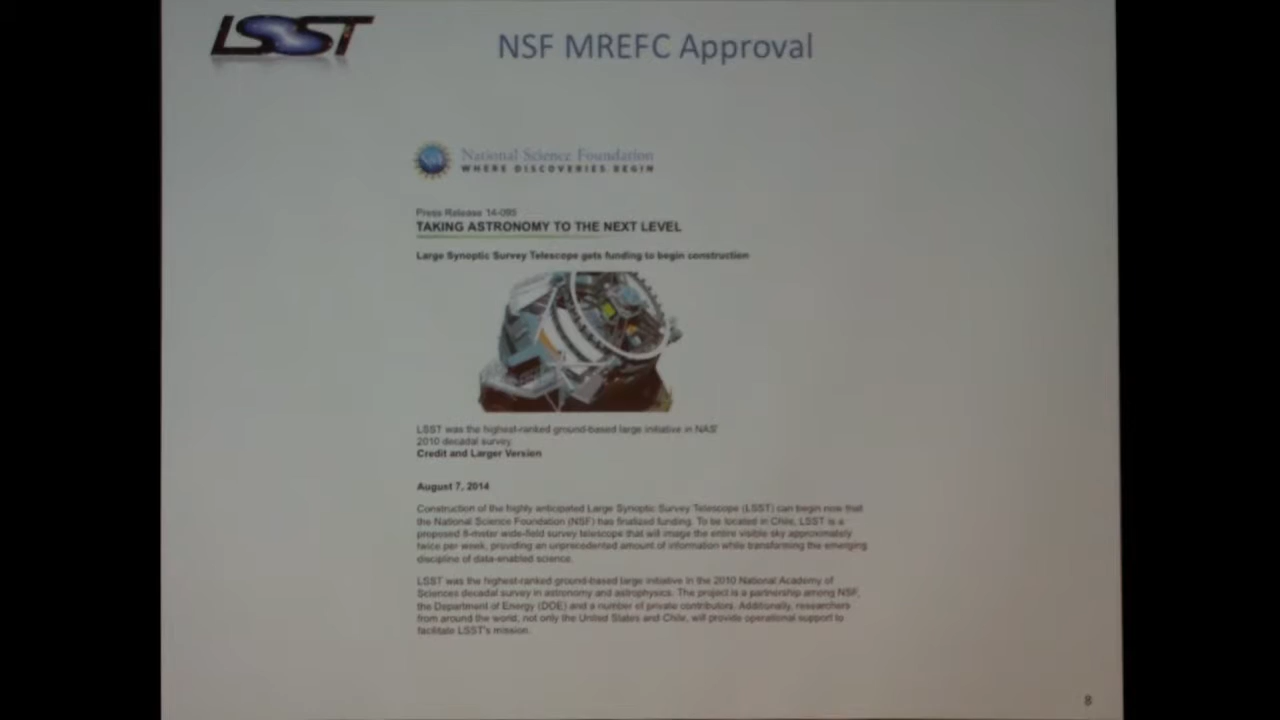 LSST
NSF MREFC Approval
NSF
National Science Foundation
WHERE DISCOVERIES BEGIN
Press Release 14-095
TAKING ASTRONOMY TO THE NEXT LEVEL
Large Synoptic Survey Telescope gets funding to begin construction
LSST was the highest-ranked ground-based large initiative in NAS'
2010 decadal survey.
Credit and Larger Version
August 7, 2014
Construction of the highly anticipated Large Synoptic Survey Telescope (LSST) can begin now that
the National Science Foundation (NSF) has finalized funding. To be located in Chile, LSST is a
proposed 8-meter wide-field survey telescope that will image the entire visible sky approximately
twice per week, providing an unprecedented amount of information while transforming the emerging
discipline of data-enabled science.
LSST was the highest-ranked ground-based large initiative in the 2010 National Academy of
Sciences decadal survey in astronomy and astrophysics. The project is a partnership among NSF,
the Department of Energy (DOE) and a number of private contributors. Additionally, researchers
from around the world, not only the United States and Chile, will provide operational support to
facilitate LSST's mission.
8